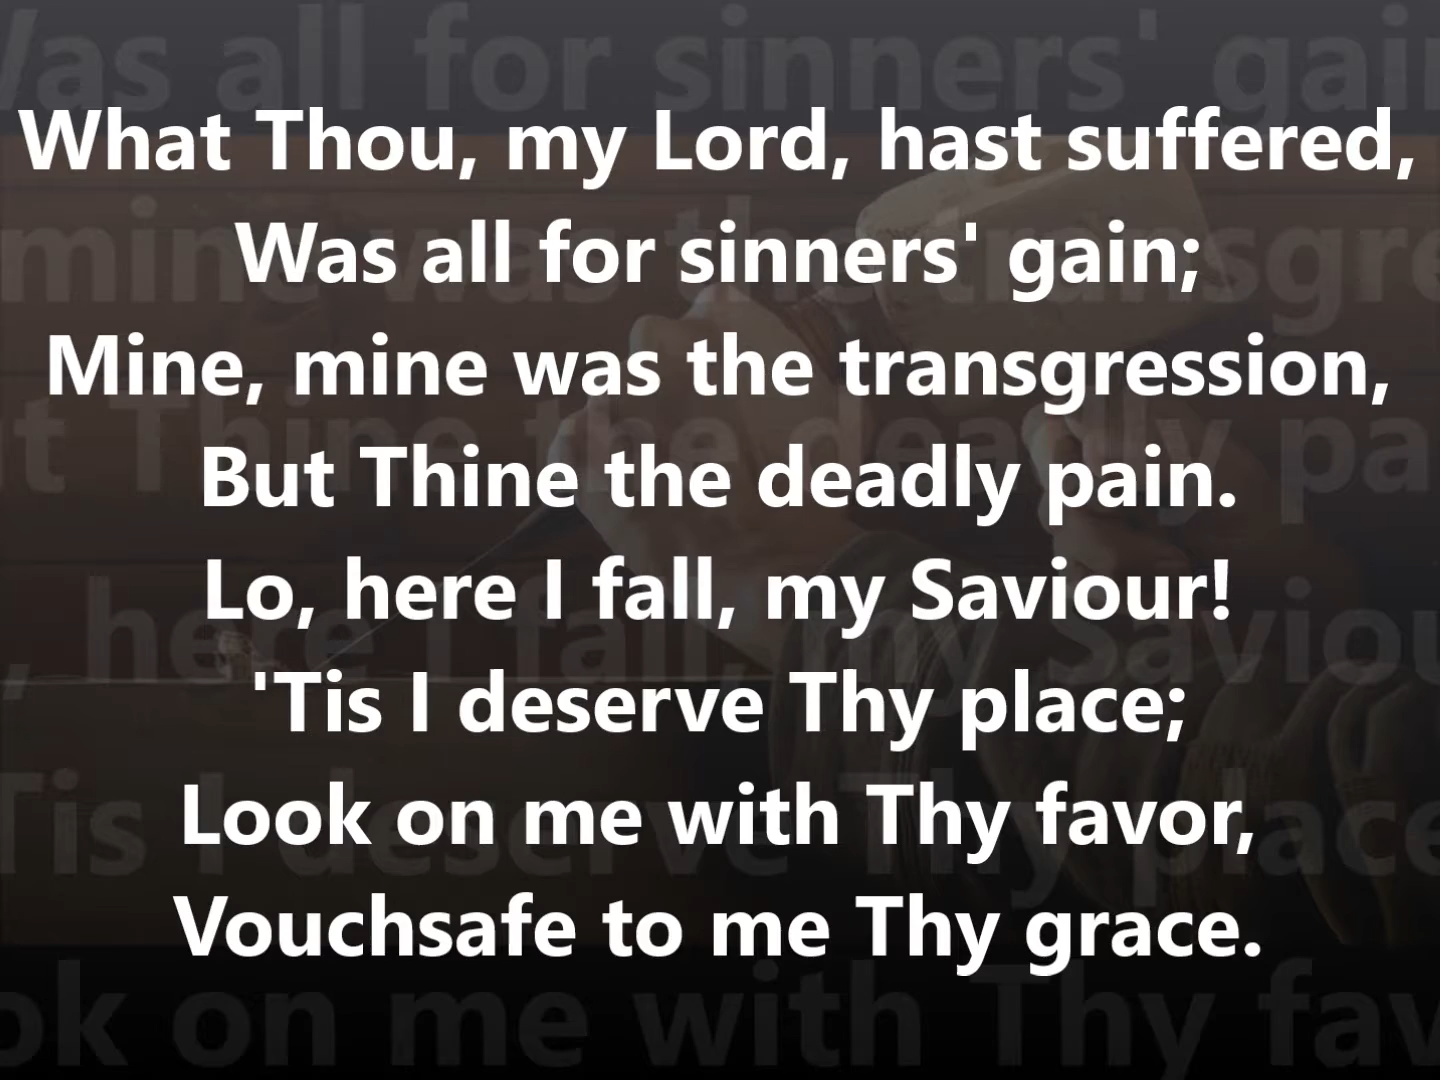 What Thou, my Lord, hast suffered,
Was all for sinners' gain;
Mine, mine was the transgression,
But Thine the deadly pain.
Lo, here I fall, my Saviour!
'Tis I deserve Thy place;
Look on me with Thy favor,
Vouchsafe to me Thy grace.